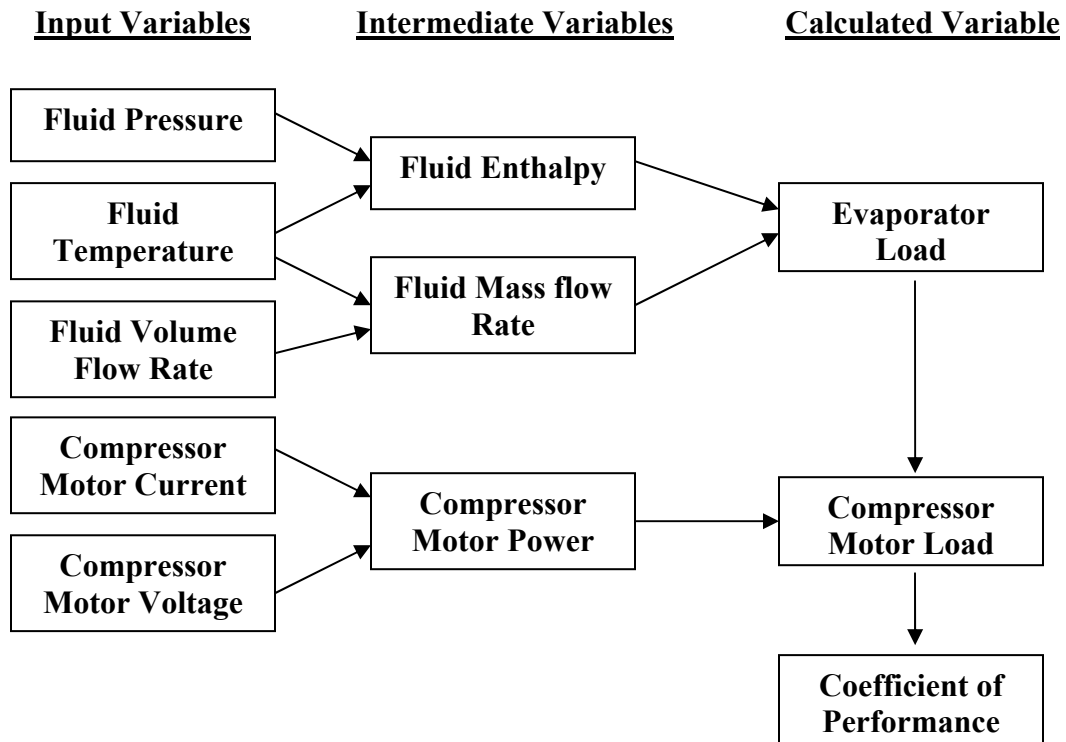 Input Variables
Intermediate Variables
Calculated Variable
Fluid Pressure
Fluid
Temperature
Fluid Volume
Flow Rate
Compressor
Motor Current
Compressor
Motor Voltage
Fluid Enthalpy
Fluid Mass flow
Rate
Compressor
Motor Power
Evaporator
Load
Compressor
Motor Load
Coefficient of
Performance